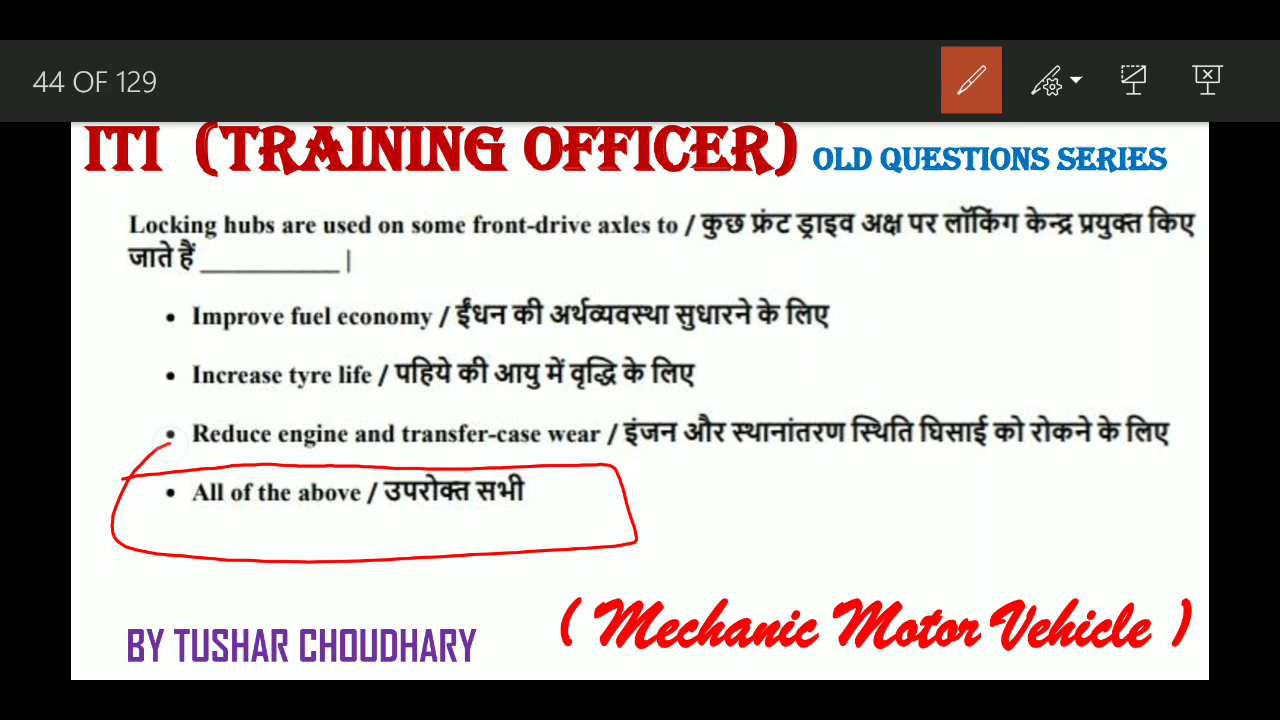 44 OF 129
ITI (TRAINING OFFICER) OLD QUESTIONS SERIES
Locking hubs are used on some front-drive axles to / कुछ फ्रंट ड्राइव अक्ष पर लॉकिंग केन्द्र प्रयुक्त किए
जाते हैं ___________ |
• Improve fuel economy / ईंधन की अर्थव्यवस्था सुधारने के लिए
• Increase tyre life / पहिये की आयु में वृद्धि के लिए
• Reduce engine and transfer-case wear / इंजन और स्थानांतरण स्थिति घिसाई को रोकने के लिए
• All of the above / उपरोक्त सभी
BY TUSHAR CHOUDHARY
( Mechanic Motor Vehicle )